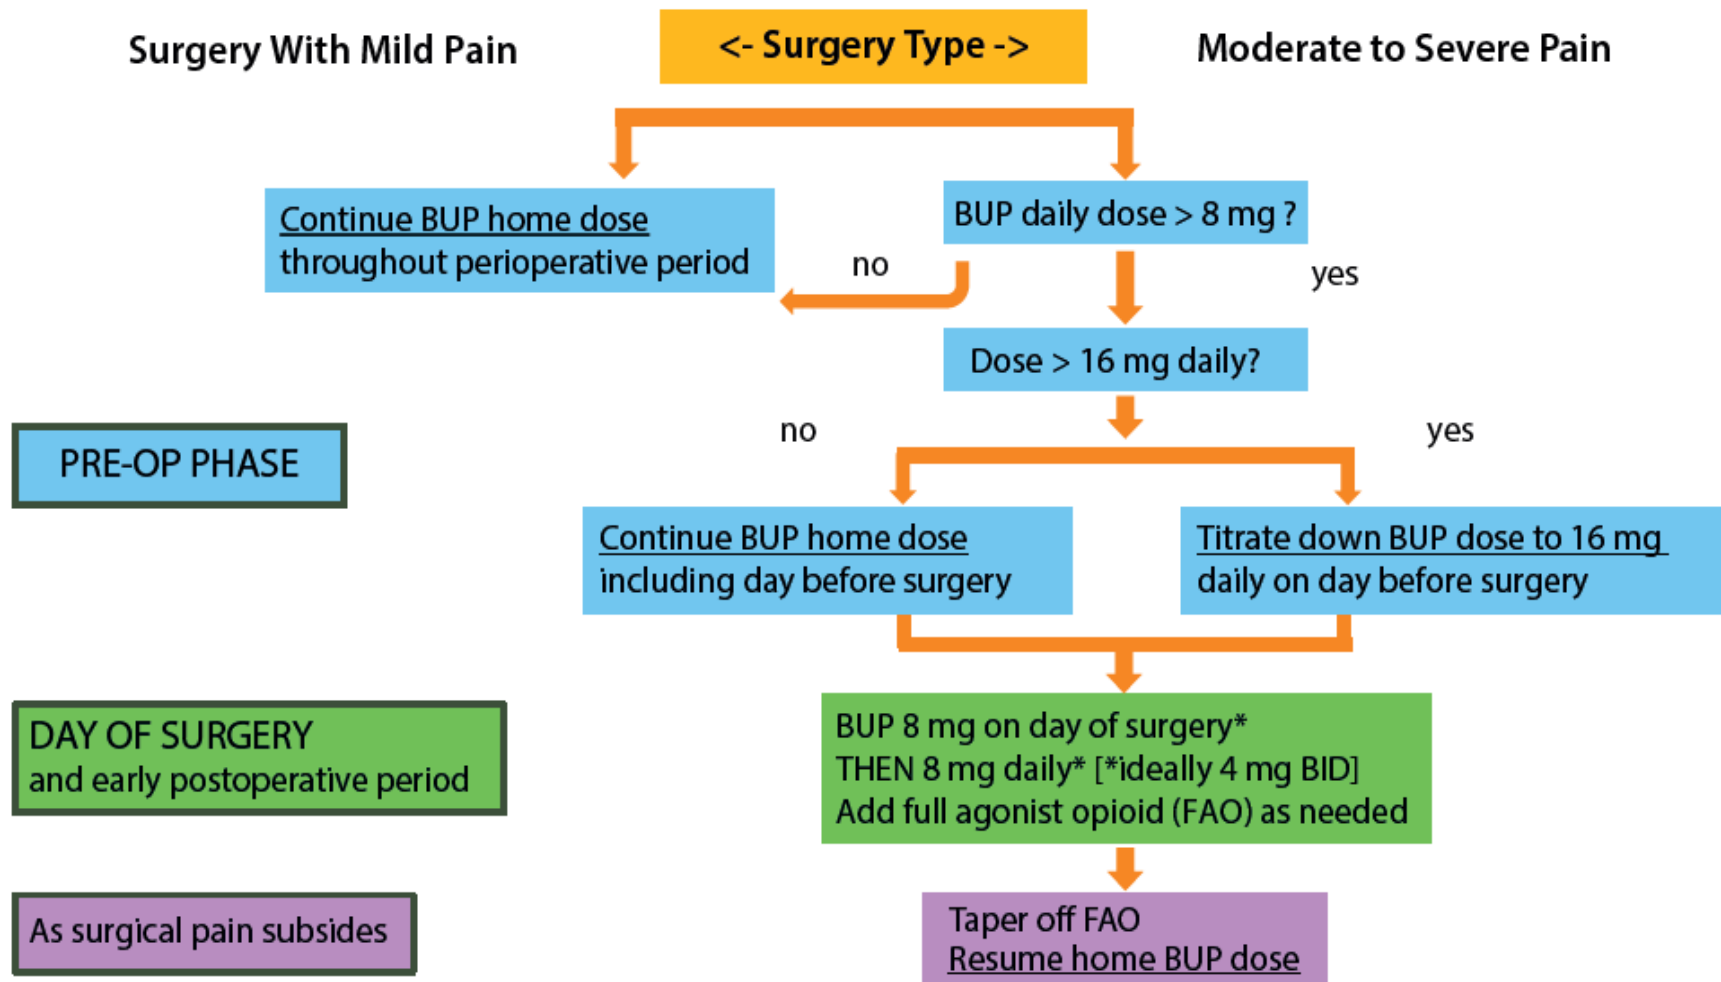 Surgery With Mild Pain
<- Surgery Type ->
Moderate to Severe Pain
Continue BUP home dose
throughout perioperative period
BUP daily dose > 8 mg ?
no
yes
Dose > 16 mg daily?
no
yes
PRE-OP PHASE
Continue BUP home dose
including day before surgery
Titrate down BUP dose to 16 mg
daily on day before surgery
DAY OF SURGERY
and early postoperative period
BUP 8 mg on day of surgery*
THEN 8 mg daily* [*ideally 4 mg BID]
Add full agonist opioid (FAO) as needed
As surgical pain subsides
Taper off FAO
Resume home BUP dose